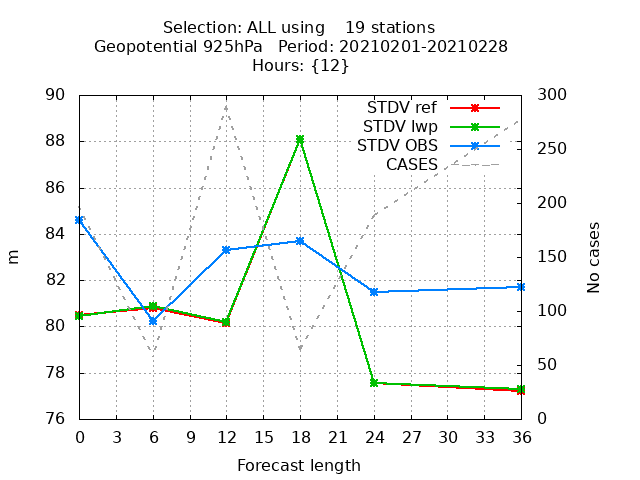 Selection: ALL using    19 stations
Geopotential 925hPa   Period: 20210201-20210228
Hours: {12}
90 300
STDV ref
STDV lwp
STDV OBS
CASES
88 250
86 200
84
82 150
80 100
78 50
76 0
m
No cases
0 3 6 9 12 15 18 21 24 27 30 33 36
Forecast length